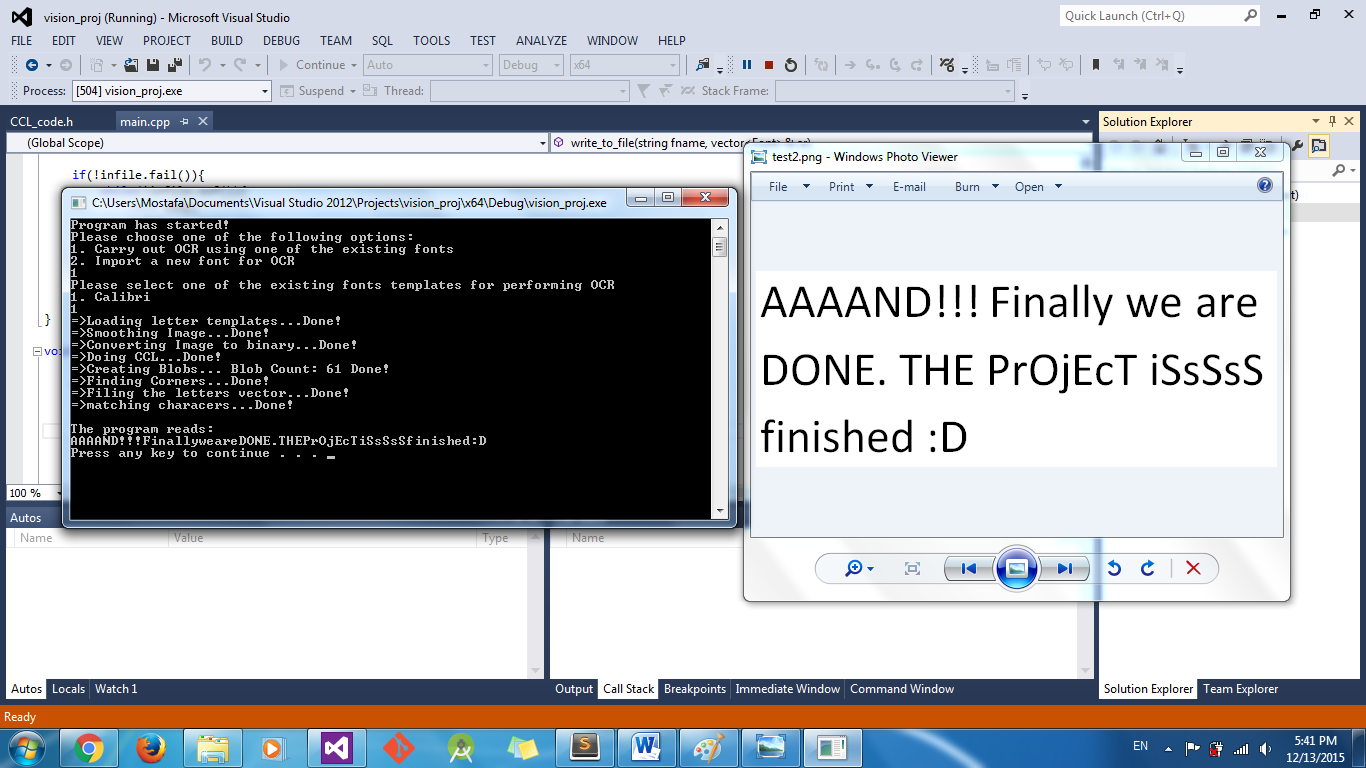 vision_proj (Running) - Microsoft Visual Studio
Quick Launch (Ctrl+Q)
FILE EDIT VIEW PROJECT BUILD DEBUG TEAM SQL TOOLS TEST ANALYZE WINDOW HELP
Continue Auto Debug x64
Process: [504] vision_proj.exe Suspend Thread: Stack Frame:
CCL_code.h main.cpp
Solution Explorer
(Global Scope)
write_to_file(string fname, vector
if(!infile.fail()){
}
100 %
C:\Users\Mostafa\Documents\Visual Studio 2012\Projects\vision_proj\x64\Debug\vision_proj.exe
Program has started!
Please choose one of the following options:
1. Carry out OCR using one of the existing fonts
2. Import a new font for OCR
1
Please select one of the existing fonts templates for performing OCR
1. Calibri
1
=>Loading letter templates...Done!
=>Smoothing Image...Done!
=>Converting Image to binary...Done!
=>Doing CCL...Done!
=>Creating Blobs... Blob Count: 61 Done!
=>Finding Corners...Done!
=>Filing the letters vector...Done!
=>matching characers...Done!
The program reads:
AAAAND!!!FinallyweareDONE.THEPrOjEcTiSsSsSfinished:D
Press any key to continue . . . _
test2.png - Windows Photo Viewer
File Print E-mail Burn Open
AAAAND!!! Finally we are
DONE. THE PrOjEcT iSsSsS
finished :D
Autos
Name Value Type
Name
Autos Locals Watch 1
Output Call Stack Breakpoints Immediate Window Command Window
Solution Explorer Team Explorer
Ready
EN
5:41 PM
12/13/2015